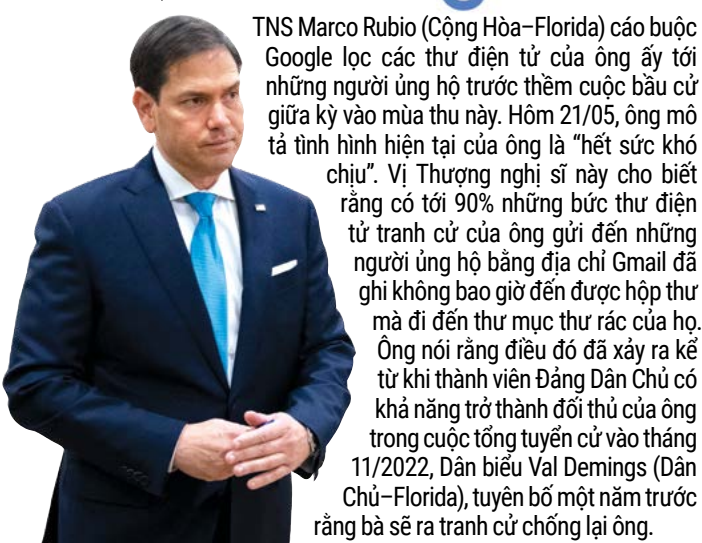 TNS Marco Rubio (Cộng Hòa–Florida) cáo buộc
Google lọc các thư điện tử của ông ấy tới
những người ủng hộ trước thềm cuộc bầu cử
giữa kỳ vào mùa thu này. Hôm 21/05, ông mô
tả tình hình hiện tại của ông là “hết sức khó
chịu”. Vị Thượng nghị sĩ này cho biết
rằng có tới 90% những bức thư điện
tử tranh cử của ông gửi đến những
người ủng hộ bằng địa chỉ Gmail đã
ghi không bao giờ đến được hộp thư
mà đi đến thư mục thư rác của họ.
Ông nói rằng điều đó đã xảy ra kể
từ khi thành viên Đảng Dân Chủ có
khả năng trở thành đối thủ của ông
trong cuộc tổng tuyển cử vào tháng
11/2022, Dân biểu Val Demings (Dân
Chủ–Florida), tuyên bố một năm trước
rằng bà sẽ ra tranh cử chống lại ông.